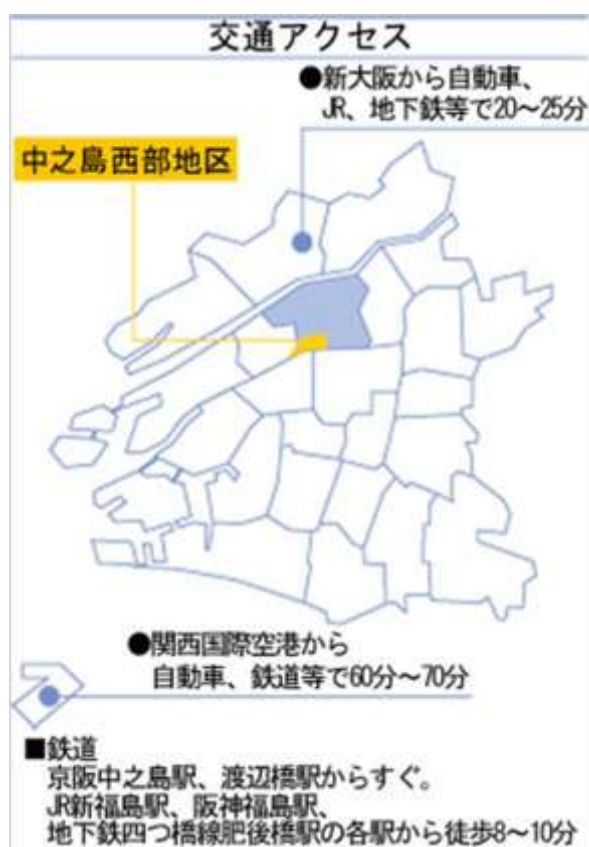 交通アクセス
●新大阪から自動車、
JR、地下鉄等で20～25分
中之島西部地区
●関西国際空港から
自動車、鉄道等で60分～70分
■鉄道
京阪中之島駅、渡辺橋駅からすぐ。
JR新福島駅、阪神福島駅、
地下鉄四つ橋線肥後橋駅の各駅から徒歩8～10分